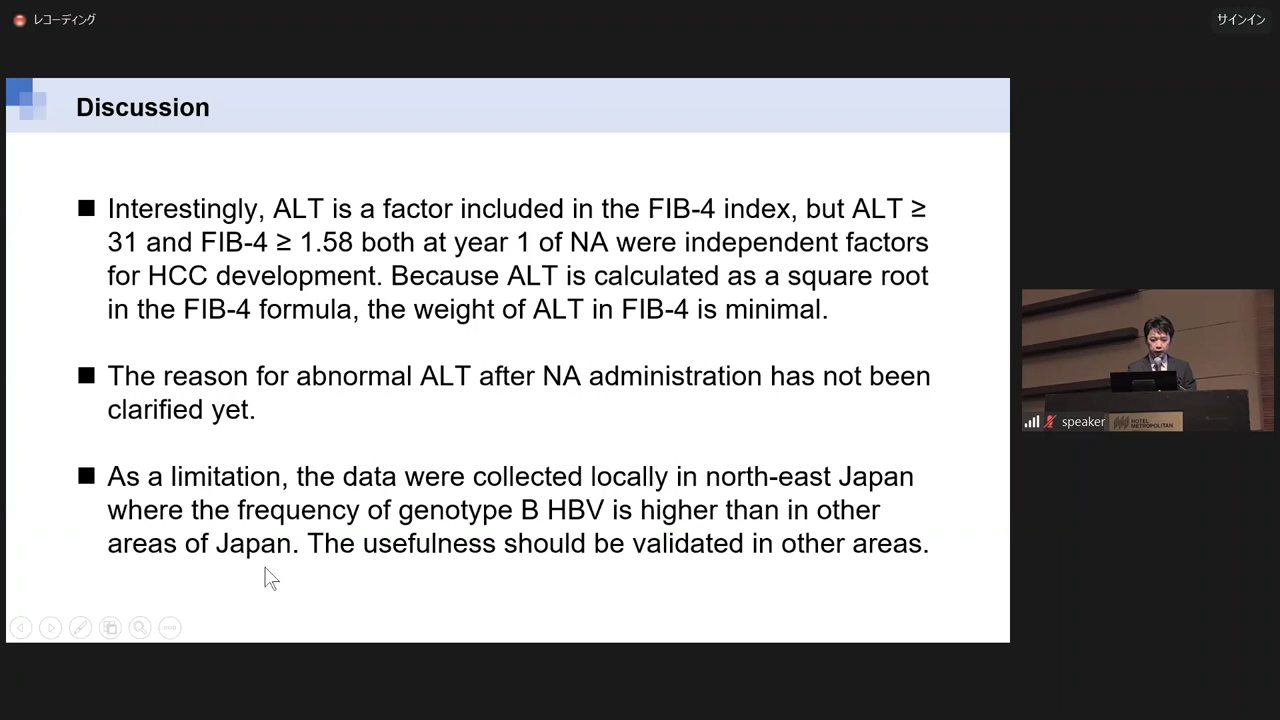 レコーディング
サインイン
Discussion
■ Interestingly, ALT is a factor included in the FIB-4 index, but ALT ≥
31 and FIB-4 ≥ 1.58 both at year 1 of NA were independent factors
for HCC development. Because ALT is calculated as a square root
in the FIB-4 formula, the weight of ALT in FIB-4 is minimal.
■ The reason for abnormal ALT after NA administration has not been
clarified yet.
■ As a limitation, the data were collected locally in north-east Japan
where the frequency of genotype B HBV is higher than in other
areas of Japan. The usefulness should be validated in other areas.
speaker
HOTEL
METROPOLITAN